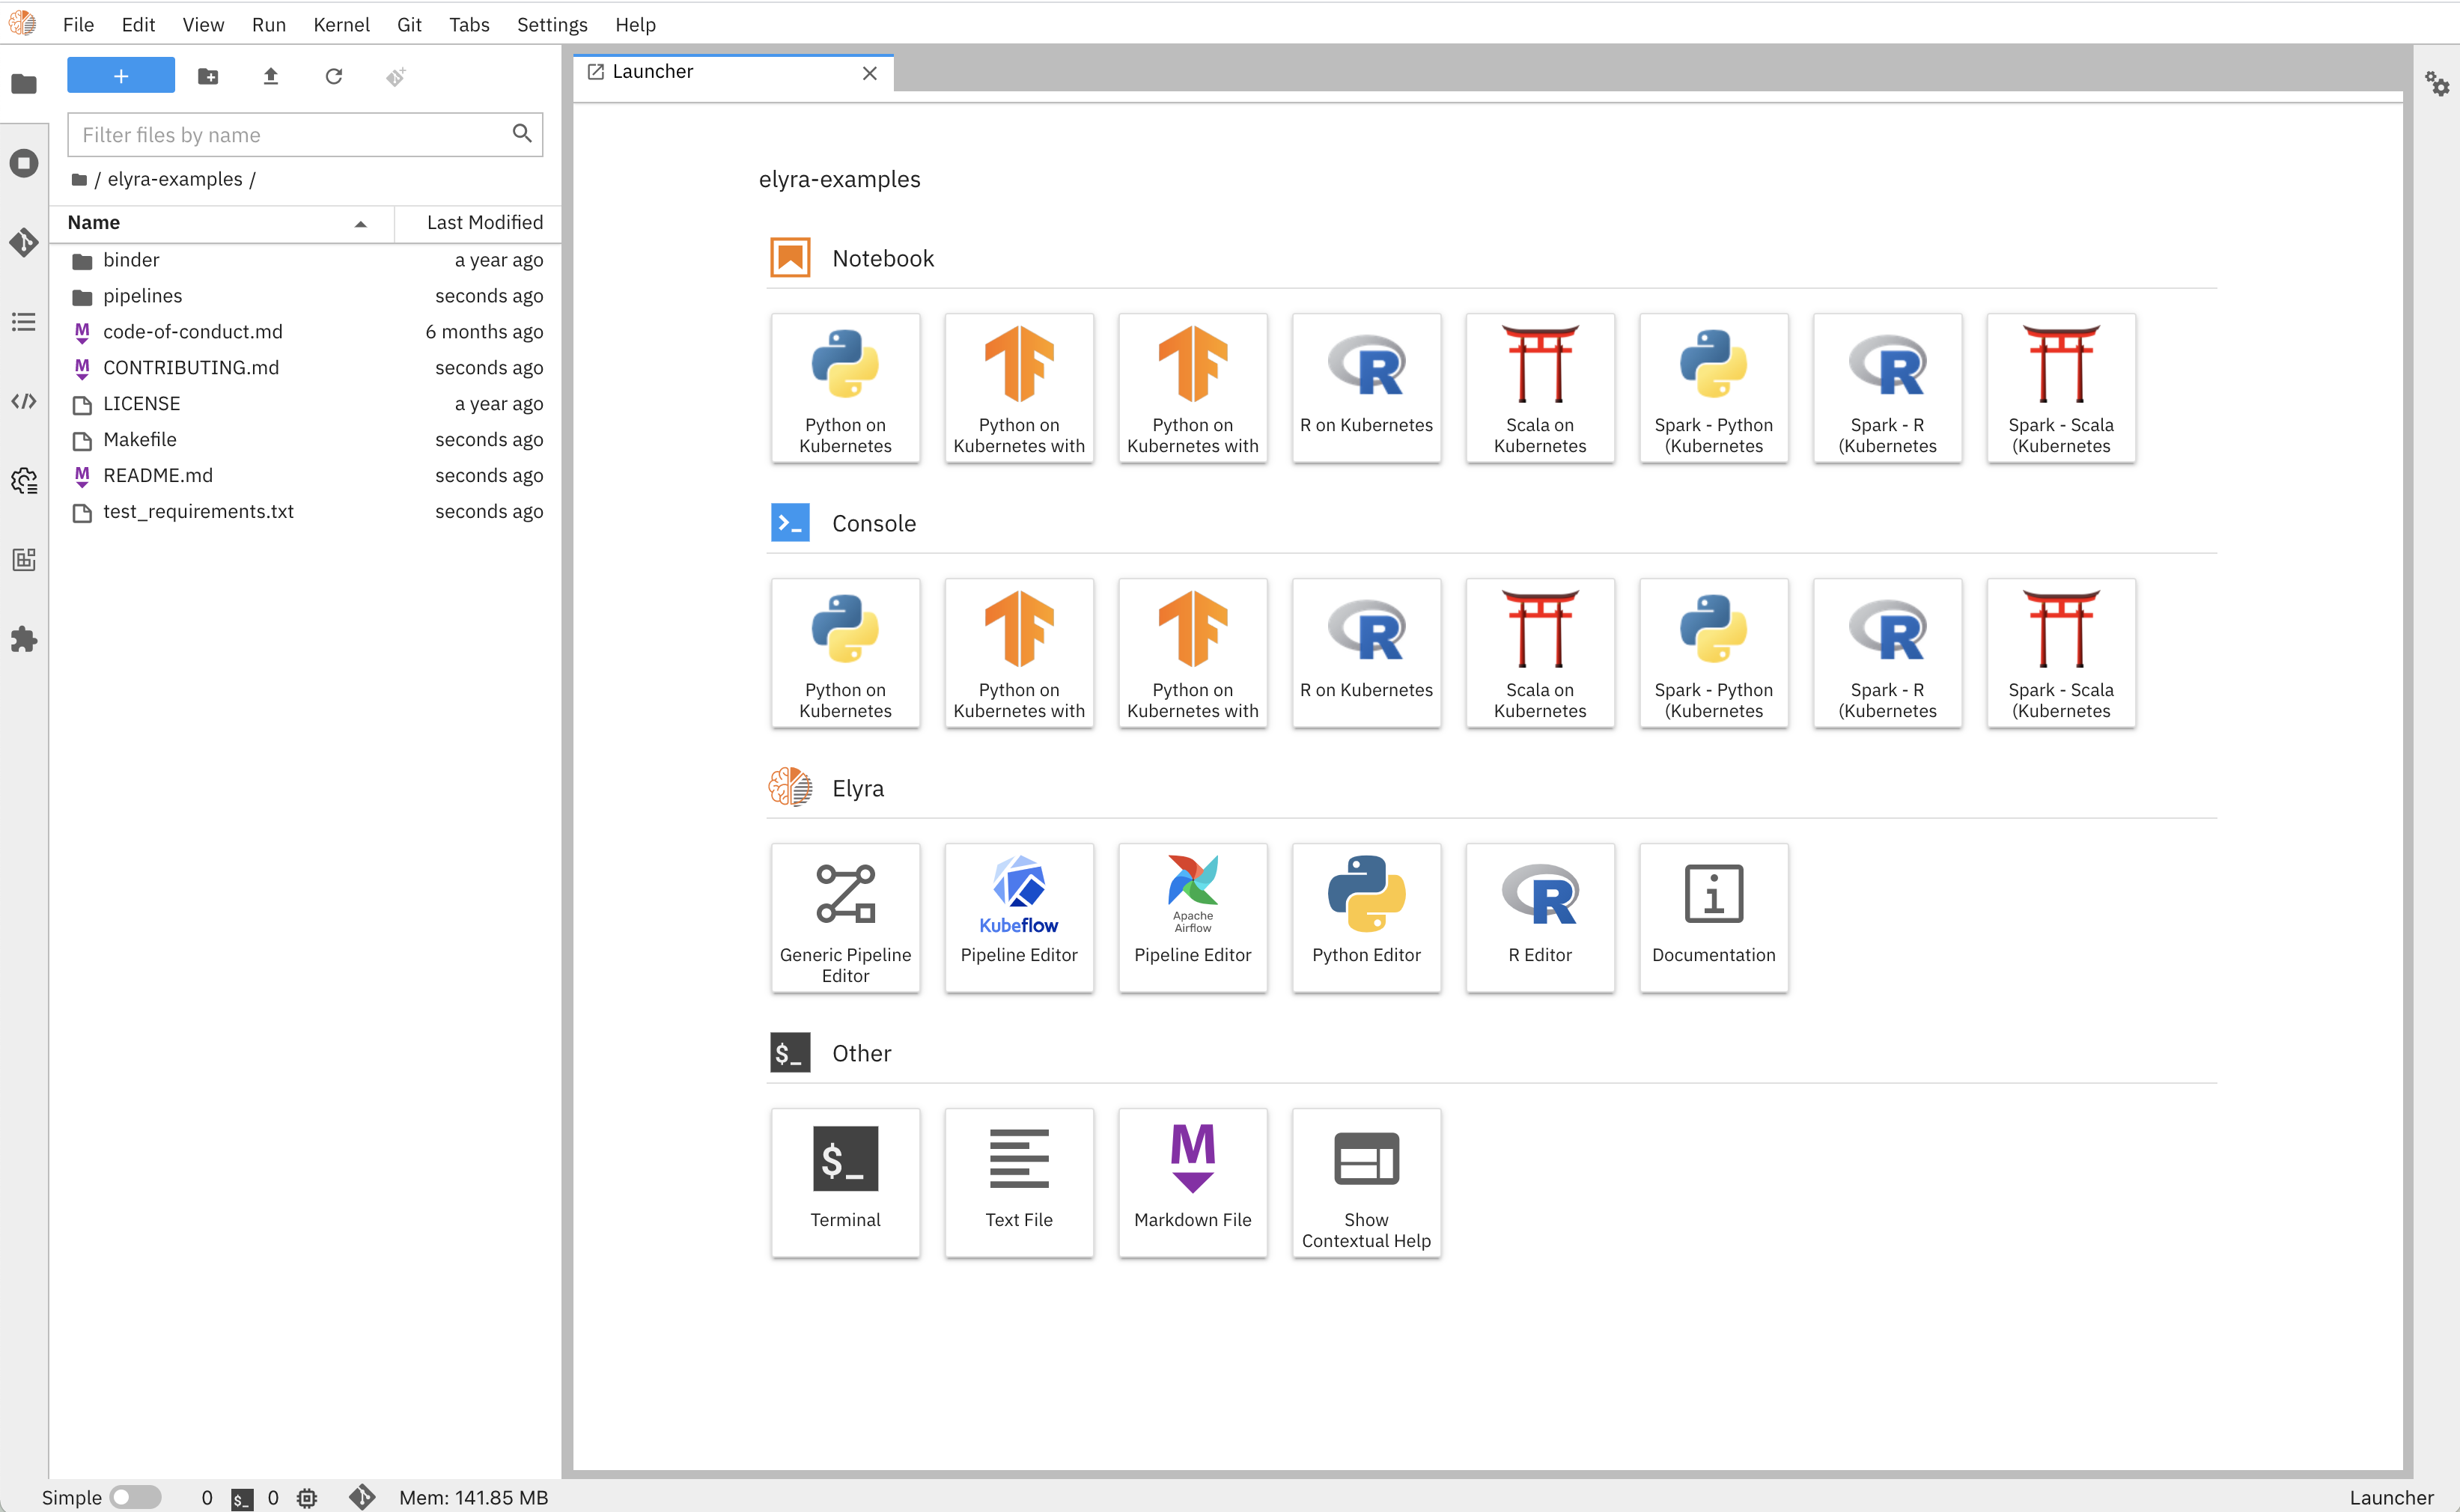 File Edit View Run Kernel Git Tabs Settings Help
Launcher
Filter files by name
/ elyra-examples /
Name Last Modified
binder a year ago
pipelines seconds ago
code-of-conduct.md 6 months ago
CONTRIBUTING.md seconds ago
LICENSE a year ago
Makefile seconds ago
README.md seconds ago
test_requirements.txt seconds ago
elyra-examples
Notebook
Python on
Kubernetes
Python on
Kubernetes with
Python on
Kubernetes with
R on Kubernetes
Scala on
Kubernetes
Spark - Python
(Kubernetes
Spark - R
(Kubernetes
Spark - Scala
(Kubernetes
Console
Python on
Kubernetes
Python on
Kubernetes with
Python on
Kubernetes with
R on Kubernetes
Scala on
Kubernetes
Spark - Python
(Kubernetes
Spark - R
(Kubernetes
Spark - Scala
(Kubernetes
Elyra
Generic Pipeline
Editor
Kubeflow
Pipeline Editor
Apache
Airflow
Pipeline Editor
Python Editor
R Editor
Documentation
$_ Other
$_
Terminal
Text File
M
Markdown File
Show
Contextual Help
Simple 0 $_ 0 Mem: 141.85 MB Launcher